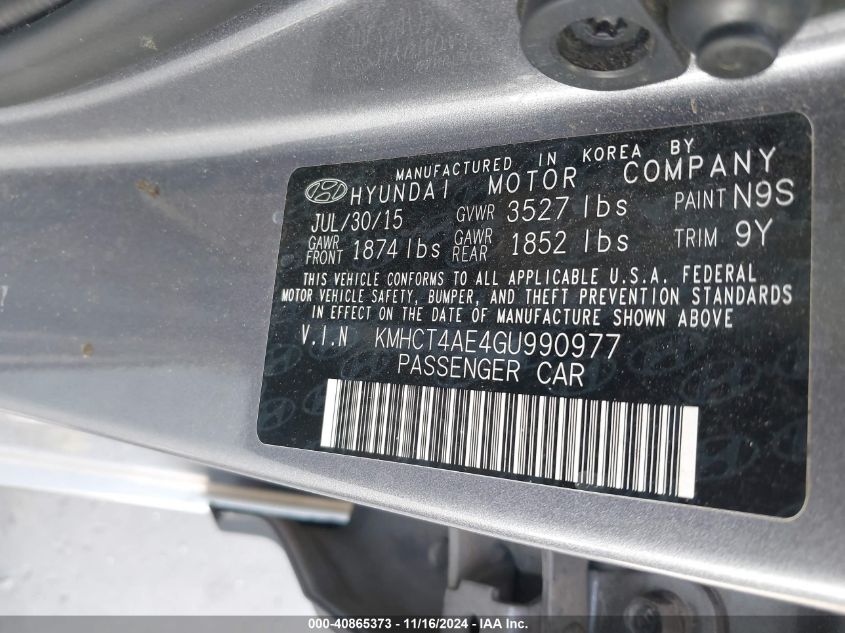 MANUFACTURED IN KOREA BY
HYUNDAI MOTOR COMPANY
JUL/30/15 GVWR 3527 lbs PAINT N9S
GAWR FRONT 1874 lbs GAWR REAR 1852 lbs TRIM 9Y
THIS VEHICLE CONFORMS TO ALL APPLICABLE U.S.A. FEDERAL
MOTOR VEHICLE SAFETY, BUMPER, AND THEFT PREVENTION STANDARDS
IN EFFECT ON THE DATE OF MANUFACTURE SHOWN ABOVE
V.I.N KMHCT4AE4GU990977
PASSENGER CAR
000-40865373 - 11/16/2024 - IAA Inc.